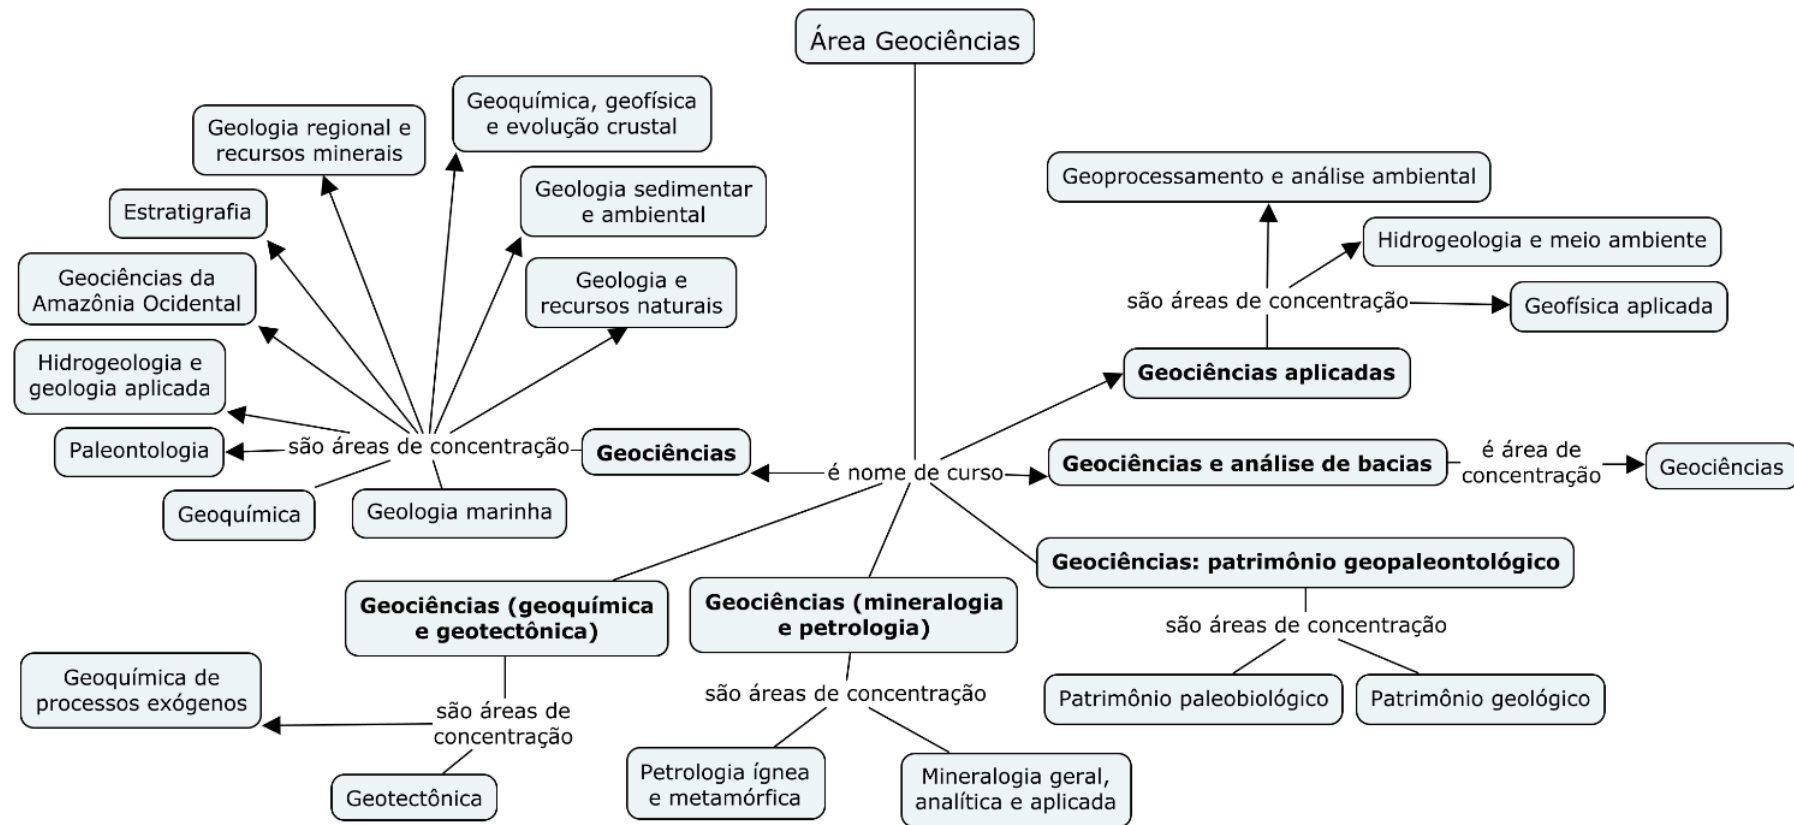 Área Geociências
Geoquímica, geofísica
e evolução crustal
Geologia regional e
recursos minerais
Geologia sedimentar
e ambiental
Estratigrafia
Geociências da
Amazônia Ocidental
Geologia e
recursos naturais
Hidrogeologia e
geologia aplicada
Paleontologia
são áreas de concentração
Geociências
Geoquímica
Geologia marinha
é nome de curso
Geoprocessamento e análise ambiental
Hidrogeologia e meio ambiente
são áreas de concentração
Geofísica aplicada
Geociências aplicadas
Geociências e análise de bacias
é área de
concentração
Geociências
Geociências: patrimônio geopaleontológico
são áreas de concentração
Patrimônio paleobiológico
Patrimônio geológico
Geociências (geoquímica
e geotectônica)
são áreas de
concentração
Geoquímica de
processos exógenos
Geotectônica
Geociências (mineralogia
e petrologia)
são áreas de concentração
Petrologia ígnea
e metamórfica
Mineralogia geral,
analítica e aplicada